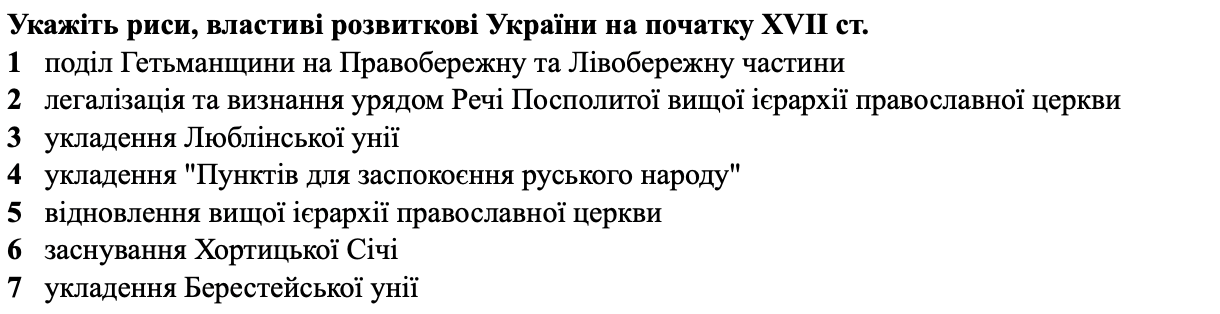 Укажіть риси, властиві розвиткові України на початку XVII ст.
1 поділ Гетьманщини на Правобережну та Лівобережну частини
2 легалізація та визнання урядом Речі Посполитої вищої ієрархії православної церкви
3 укладення Люблінської унії
4 укладення "Пунктів для заспокоєння руського народу"
5 відновлення вищої ієрархії православної церкви
6 заснування Хортицької Січі
7 укладення Берестейської унії